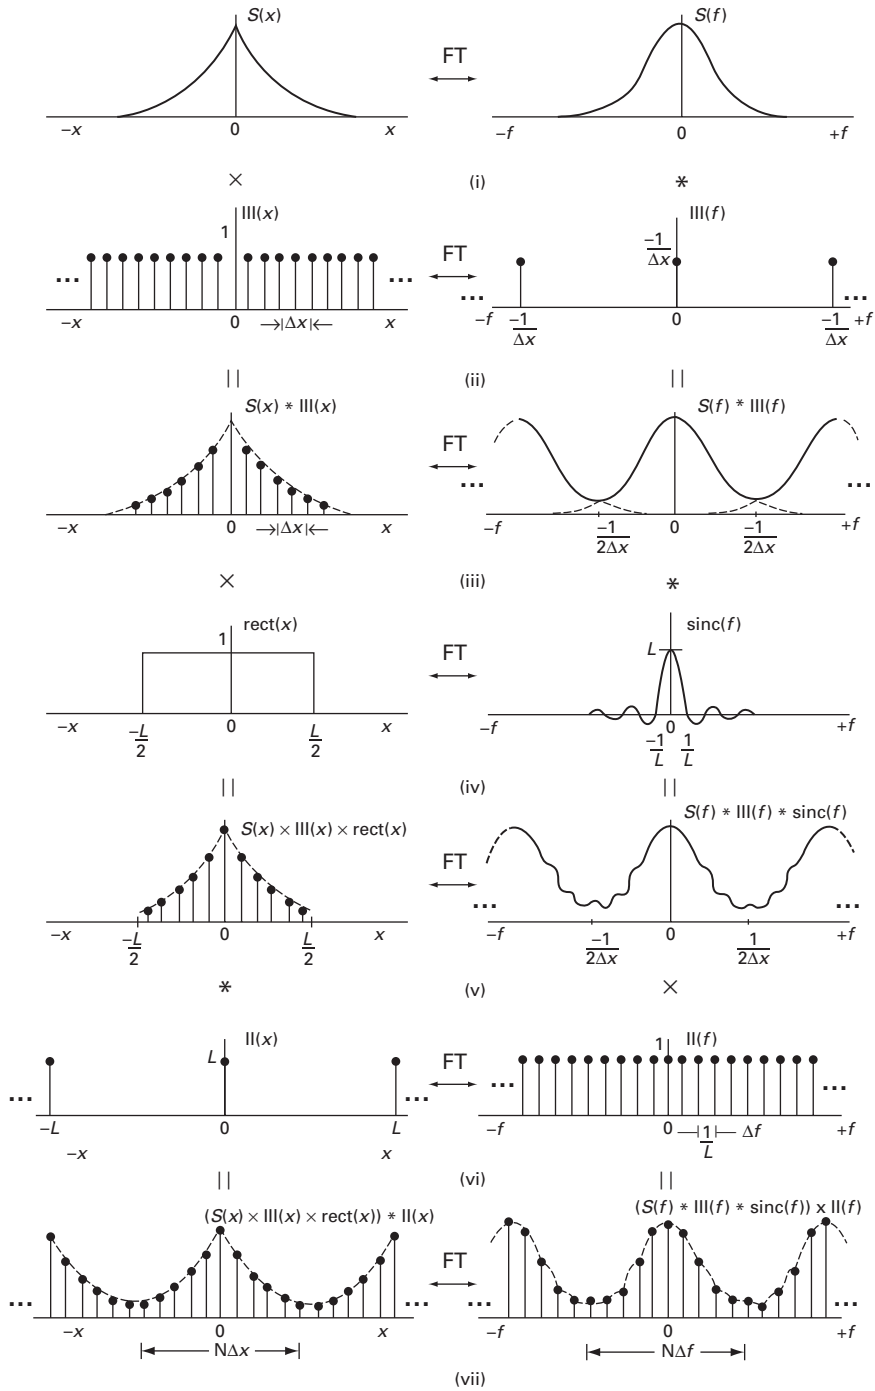 S(x)
S(f)
FT
–x 0 x
–f 0 +f
× (i) *
III(x)
III(f)
1
–1/Δx
FT
... ...
... ...
–x 0 →|Δx|← x
–f –1/Δx 0 –1/Δx +f
|| (ii) ||
S(x) * III(x)
S(f) * III(f)
FT
... ...
–x 0 →|Δx|← x
–f –1/2Δx 0 –1/2Δx +f
× (iii) *
rect(x)
sinc(f)
1
L
FT
–x –L/2 0 L/2 x
–f –1/L 0 1/L +f
|| (iv) ||
S(x) × III(x) × rect(x)
S(f) * III(f) * sinc(f)
FT
... ...
–x –L/2 0 L/2 x
–f –1/2Δx 0 1/2Δx +f
* (v) ×
II(x)
II(f)
L
1
FT
... ...
... ...
–L 0 L
–x x
–f 0 1/L Δf +f
|| (vi) ||
(S(x) × III(x) × rect(x)) * II(x)
(S(f) * III(f) * sinc(f)) x II(f)
FT
... ...
... ...
–x 0 x
–f 0 +f
NΔx
NΔf
(vii)